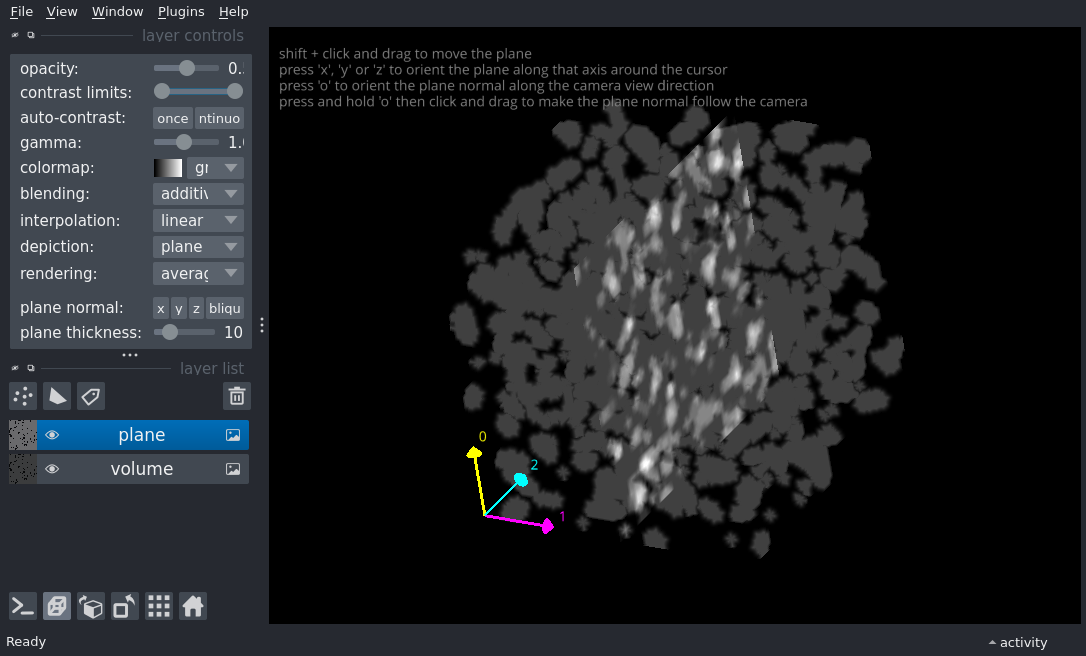 File View Window Plugins Help
layer controls
opacity: 0.
contrast limits:
auto-contrast: once ntinuo
gamma: 1.0
colormap: gr
blending: additiv
interpolation: linear
depiction: plane
rendering: averag
plane normal: x y z bliqu
plane thickness: 10
layer list
plane
volume
Ready
shift + click and drag to move the plane
press 'x', 'y' or 'z' to orient the plane along that axis around the cursor
press 'o' to orient the plane normal along the camera view direction
press and hold 'o' then click and drag to make the plane normal follow the camera
0
2
1
activity